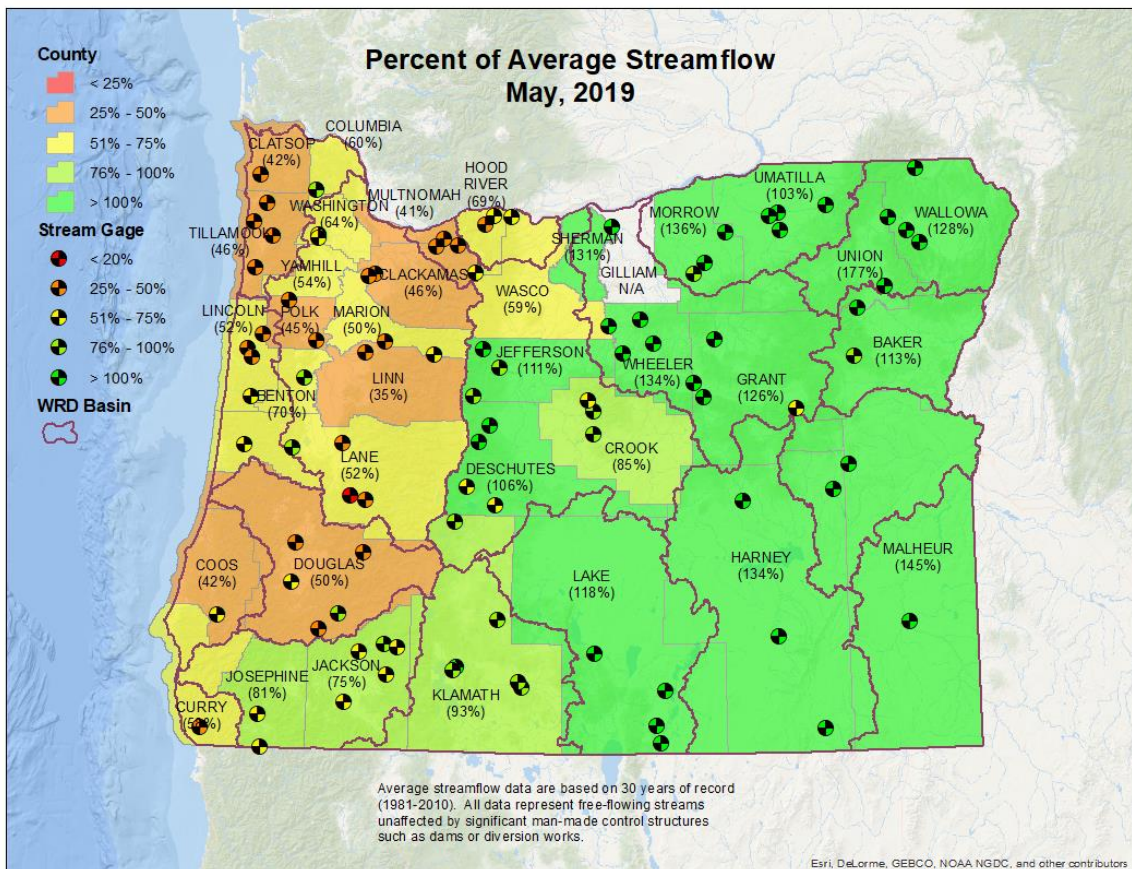 Percent of Average Streamflow
May, 2019
County
< 25%
25% - 50%
51% - 75%
76% - 100%
> 100%
Stream Gage
<20%
25% - 50%
51% - 75%
76% - 100%
> 100%
WRD Basin
COLUMBIA
(60%)
CLATSOP
(42%)
HOOD
RIVER
(69%)
MULTNOMAH
(41%)
WASHINGTON
(64%)
UMATILLA
(103%)
WALLOWA
(128%)
MORROW
(136%)
TILLAMOOK
(46%)
SHERMAN
(131%)
GILLIAM
N/A
UNION
(177%)
YAMHILL
(54%)
CLACKAMAS
(46%)
WASCO
(59%)
LINCOLN
(52%)
POLK
(45%)
MARION
(50%)
BAKER
(113%)
JEFFERSON
(111%)
WHEELER
(134%)
LINN
(35%)
GRANT
(126%)
BENTON
(70%)
CROOK
(85%)
LANE
(52%)
DESCHUTES
(106%)
COOS
(42%)
DOUGLAS
(50%)
HARNEY
(134%)
MALHEUR
(145%)
LAKE
(118%)
JOSEPHINE
(81%)
JACKSON
(75%)
KLAMATH
(93%)
CURRY
Average streamflow data are based on 30 years of record
(1981-2010). All data represent free-flowing streams
unaffected by significant man-made control structures
such as dams or diversion works.
Esri, DeLorme, GEBCO, NOAA NGDC, and other contributors